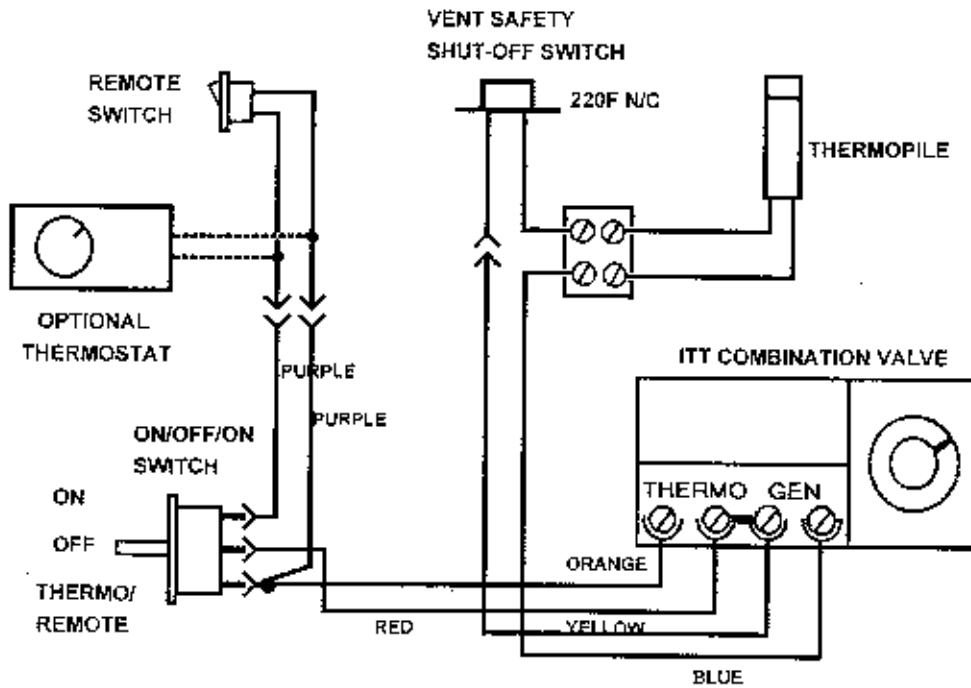 VENT SAFETY
SHUT-OFF SWITCH
REMOTE
SWITCH
220F N/C
THERMOPILE
OPTIONAL
THERMOSTAT
ITT COMBINATION VALVE
PURPLE
PURPLE
ON/OFF/ON
SWITCH
ON
OFF
THERMO/
REMOTE
THERMO GEN
ORANGE
RED
YELLOW
BLUE